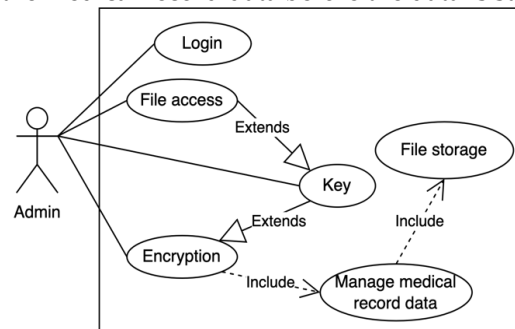 Login
File access
Extends
File storage
Key
Admin
Extends
Include
Encryption
Include
Manage medical
record data